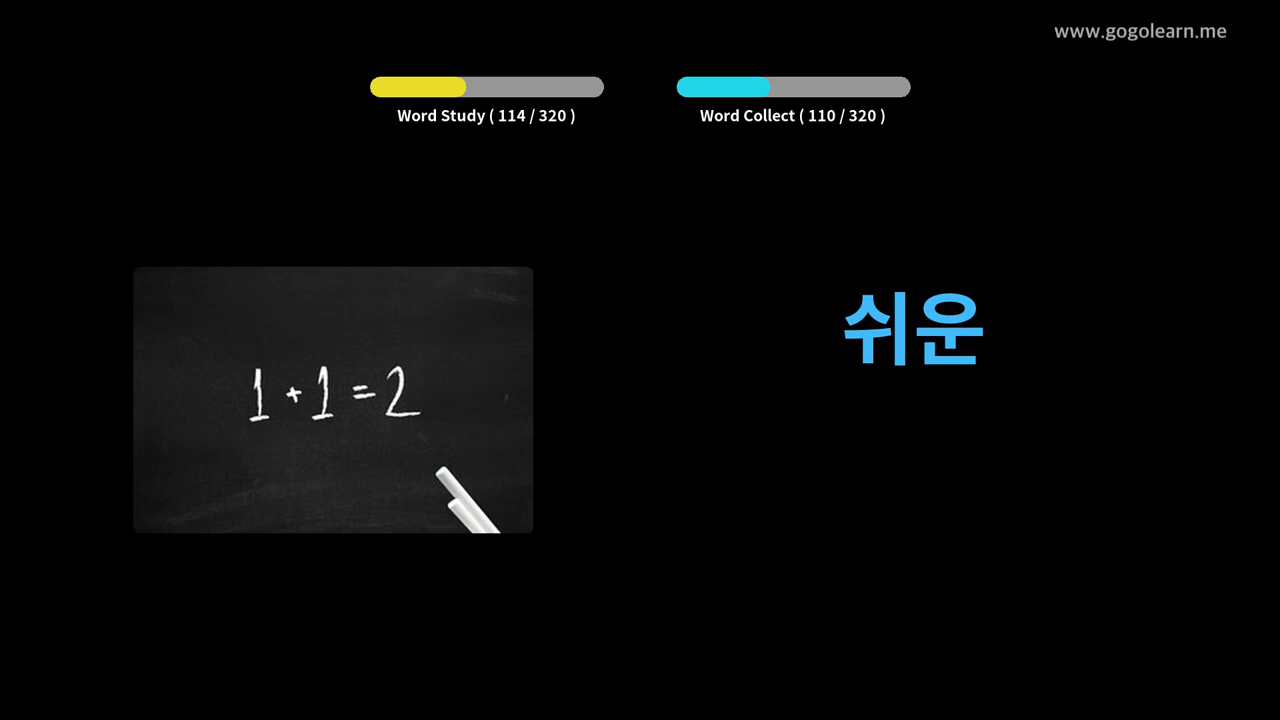 www.gogolearn.me
Word Study ( 114 / 320 )
Word Collect ( 110 / 320 )
1 + 1 = 2
쉬운